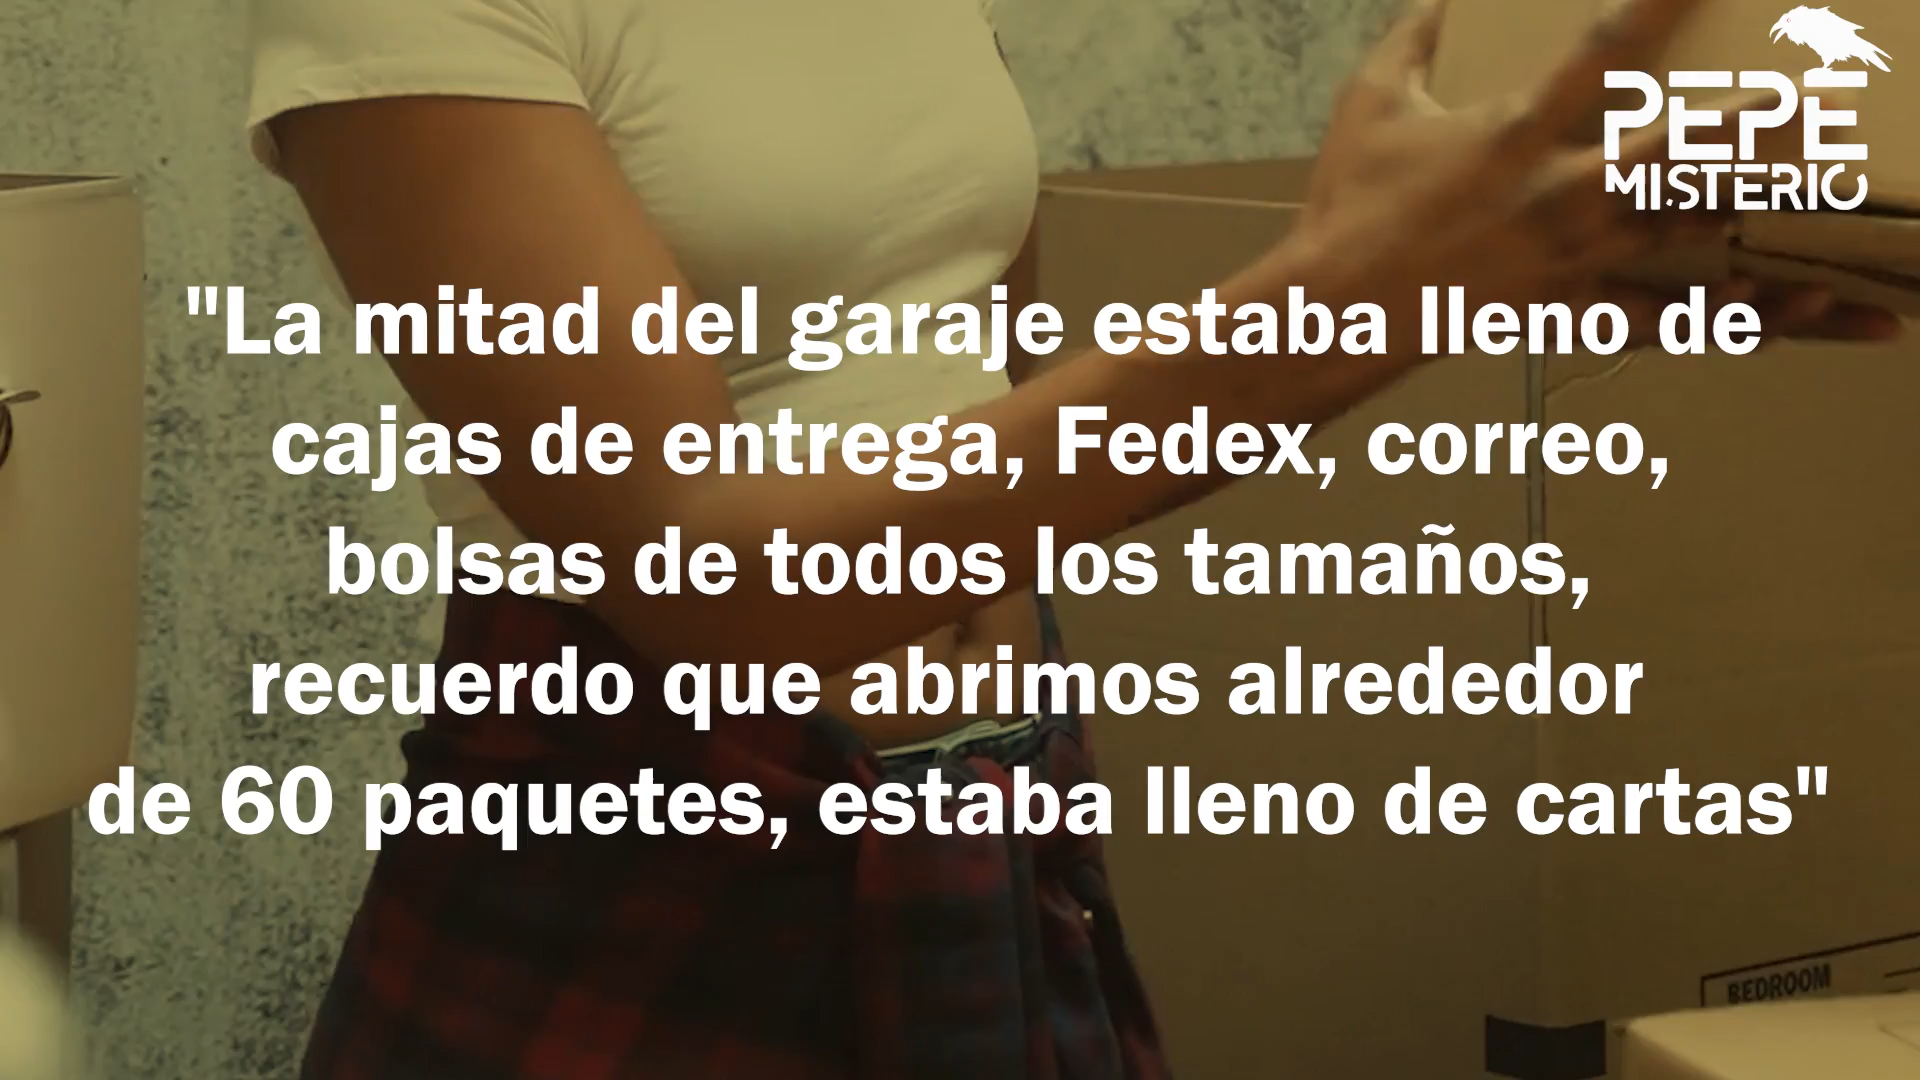 PEPE
MISTERIO
"La mitad del garaje estaba lleno de
cajas de entrega, Fedex, correo,
bolsas de todos los tamaños,
recuerdo que abrimos alrededor
de 60 paquetes, estaba lleno de cartas"
BEDROOM